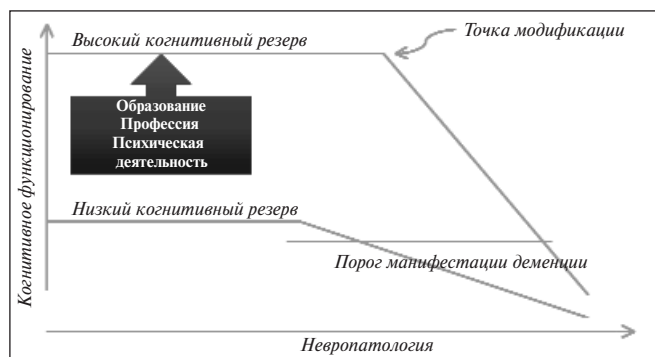 Высокий когнитивный резерв
Точка модификации
Образование
Профессия
Психическая
деятельность
Когнитивное функционирование
Низкий когнитивный резерв
Порог манифестации деменции
Невропатология